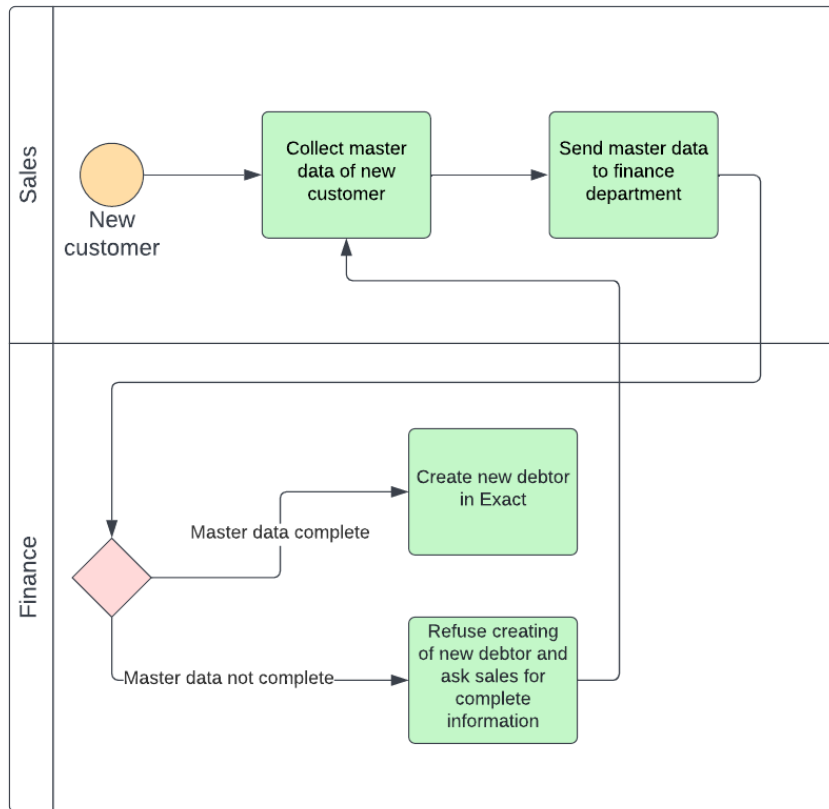 Sales
Collect master
data of new
customer
Send master data
to finance
department
New
customer
Finance
Create new debtor
in Exact
Master data complete
Refuse creating
of new debtor and
ask sales for
complete
information
Master data not complete